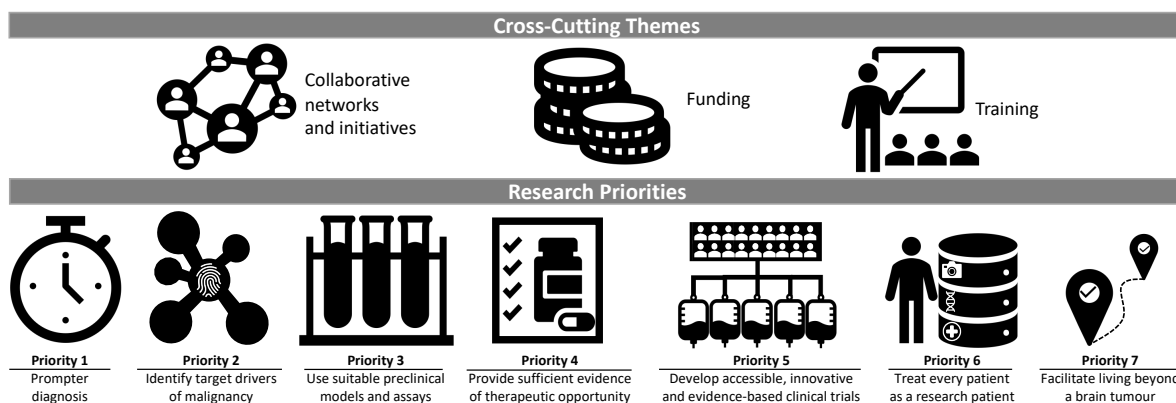 Cross-Cutting Themes
Collaborative
networks
and initiatives
Funding
Training
Research Priorities
Priority 1
Prompter
diagnosis
Priority 2
Identify target drivers
of malignancy
Priority 3
Use suitable preclinical
models and assays
Priority 4
Provide sufficient evidence
of therapeutic opportunity
Priority 5
Develop accessible, innovative
and evidence-based clinical trials
Priority 6
Treat every patient
as a research patient
Priority 7
Facilitate living beyond
a brain tumour